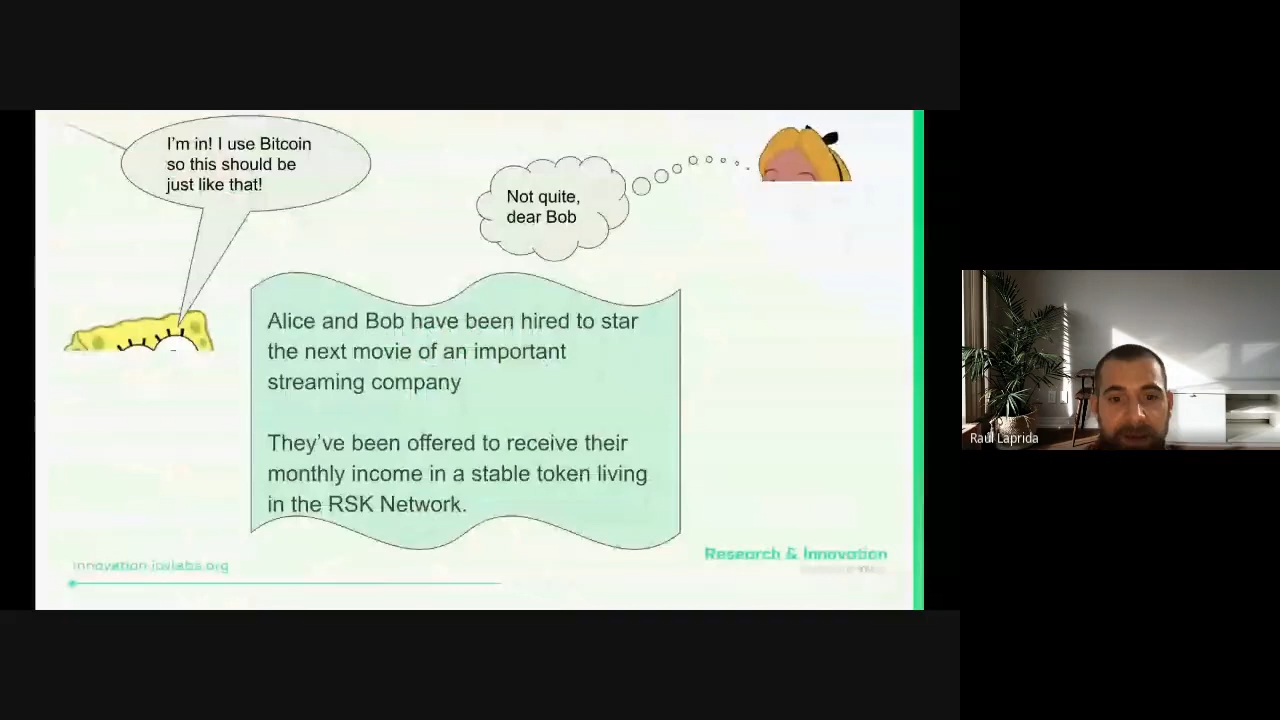 I'm in! I use Bitcoin
so this should be
just like that!
Not quite,
dear Bob
Alice and Bob have been hired to star
the next movie of an important
streaming company
They've been offered to receive their
monthly income in a stable token living
in the RSK Network.
innovation.iovlabs.org
Research & Innovation
Raúl Laprida